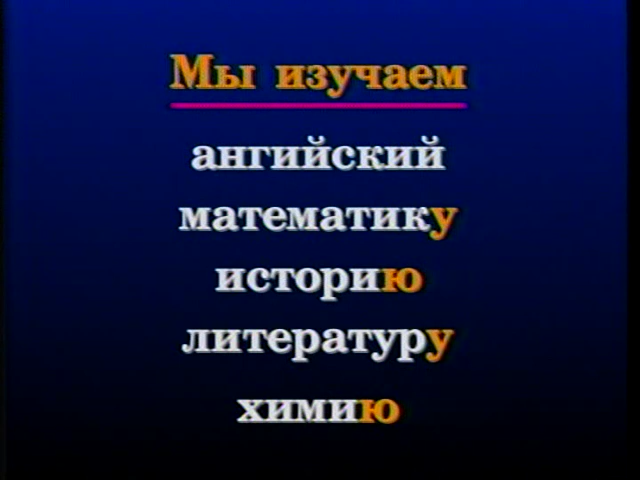 Мы изучаем
ангийский
математику
историю
литературу
химию